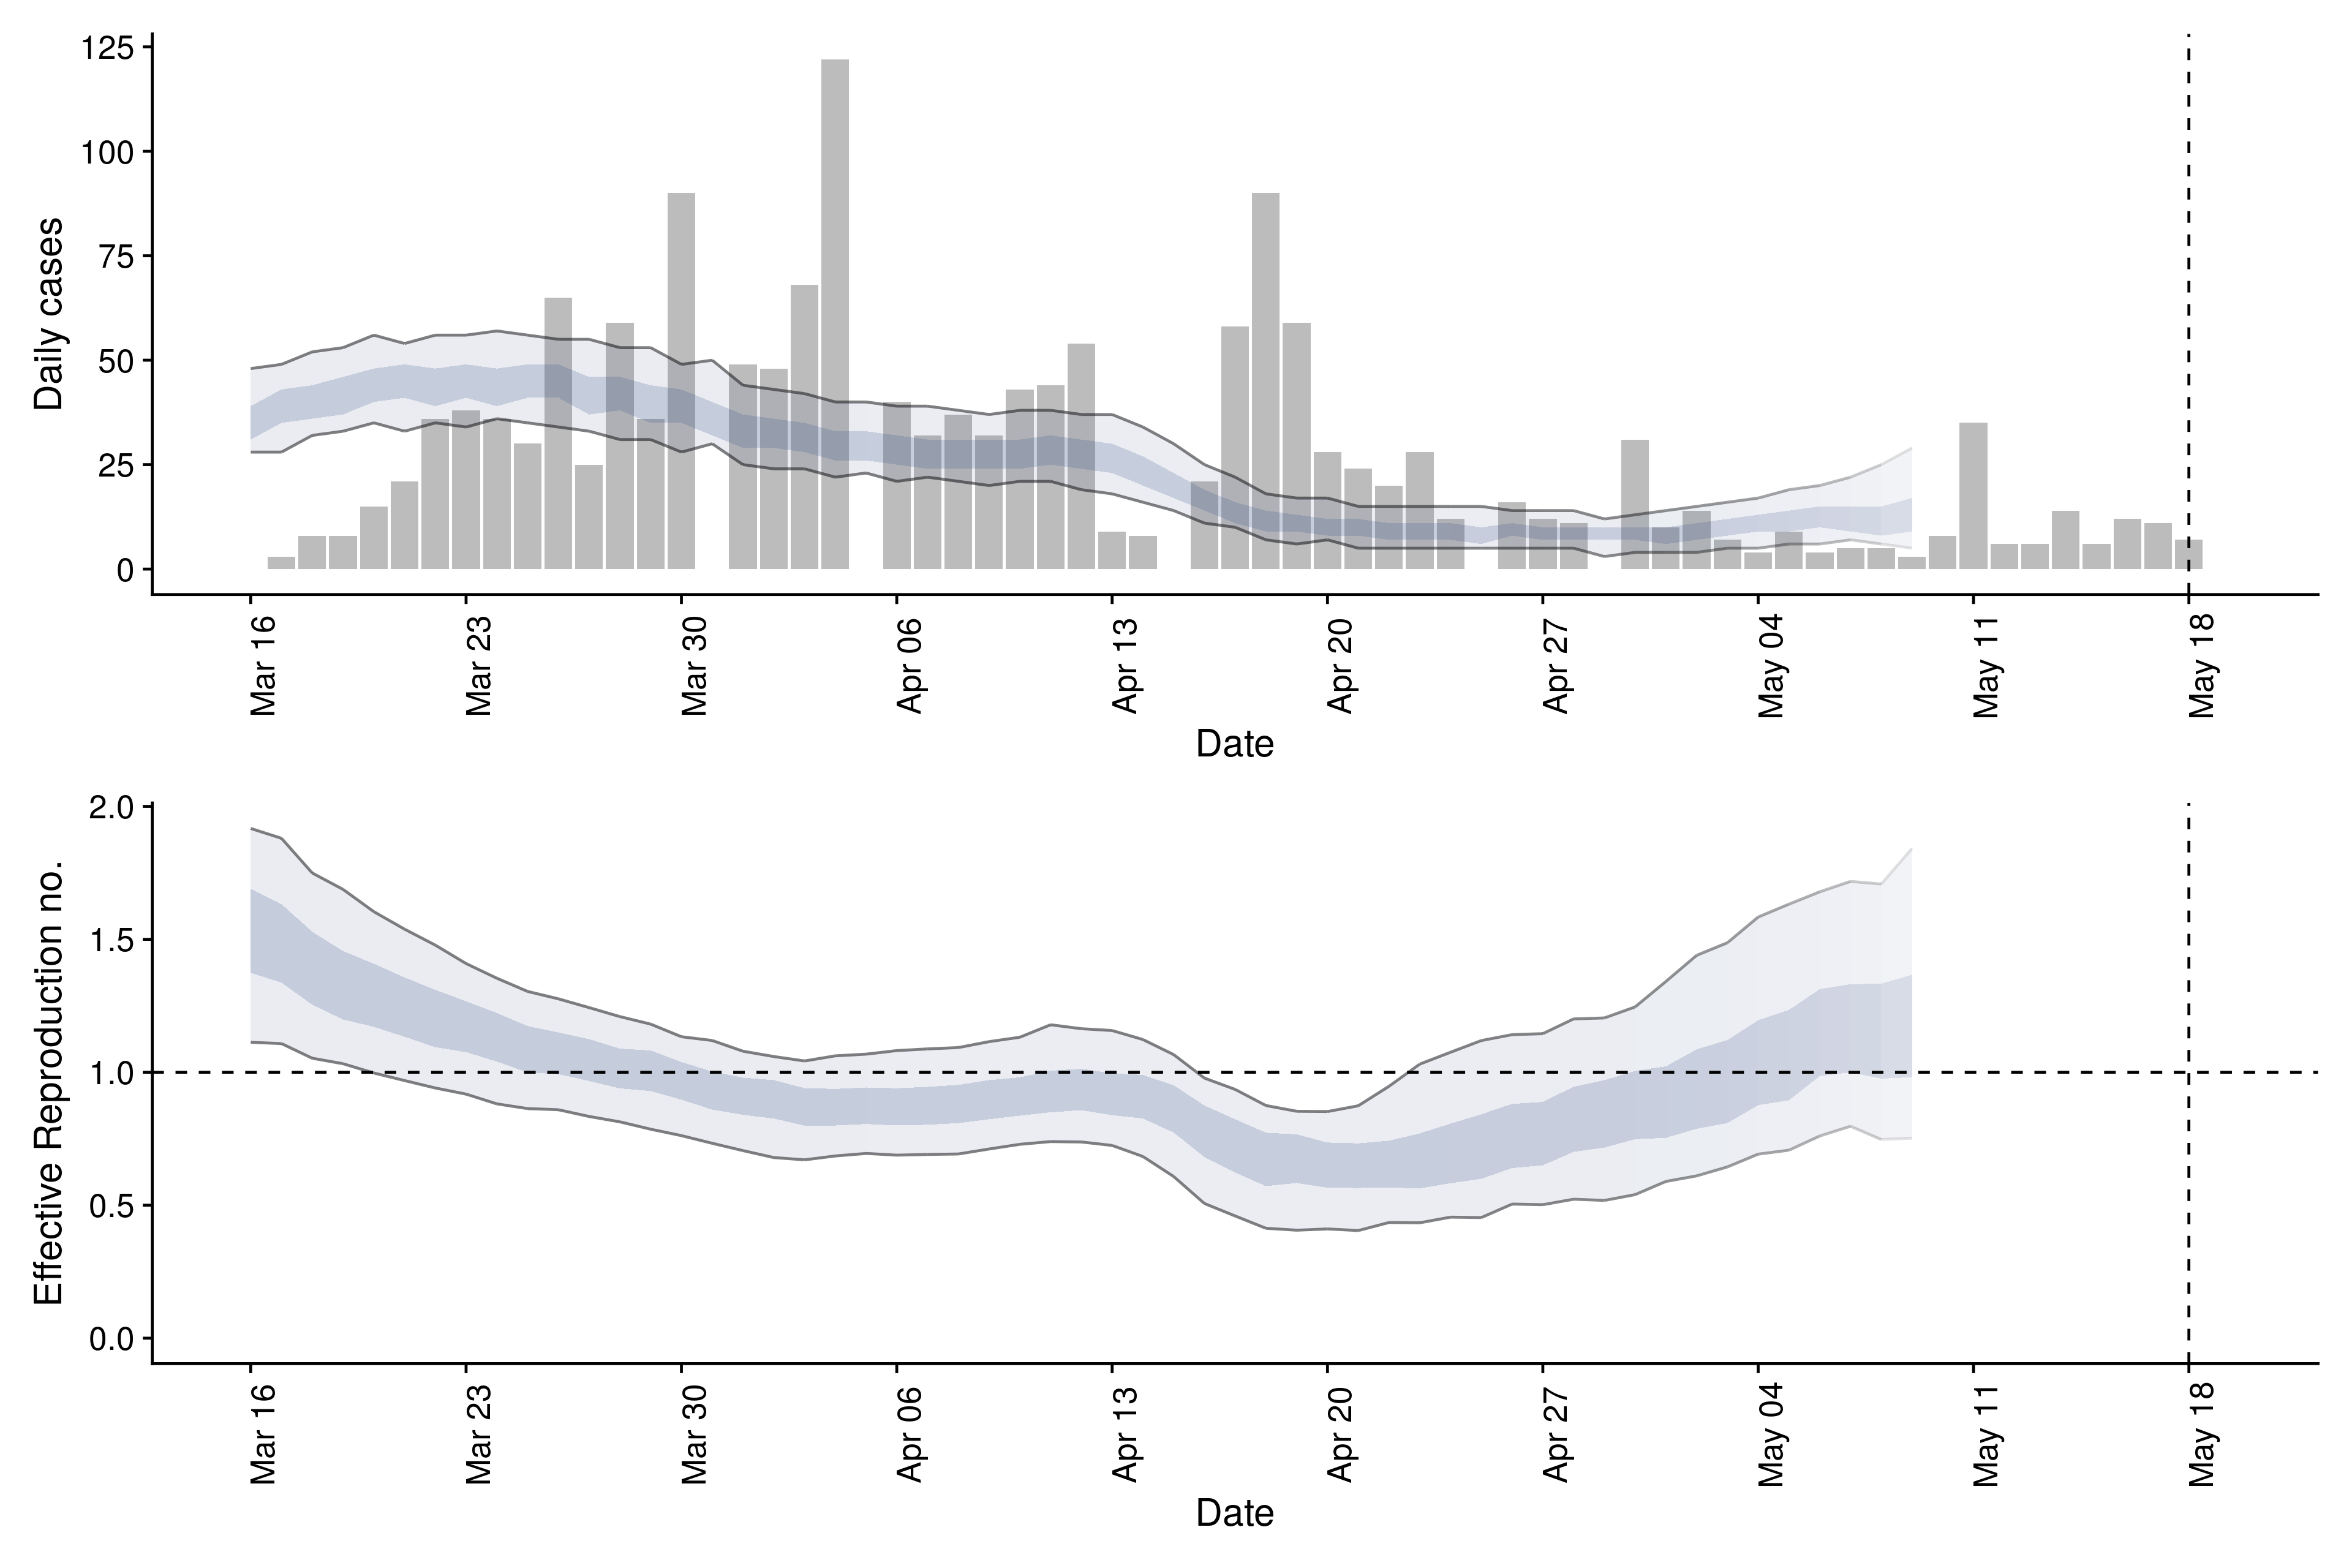 Daily cases
125
100
75
50
25
0
Mar 16
Mar 23
Mar 30
Apr 06
Apr 13
Apr 20
Apr 27
May 04
May 11
May 18
Date
Effective Reproduction no.
2.0
1.5
1.0
0.5
0.0
Mar 16
Mar 23
Mar 30
Apr 06
Apr 13
Apr 20
Apr 27
May 04
May 11
May 18
Date